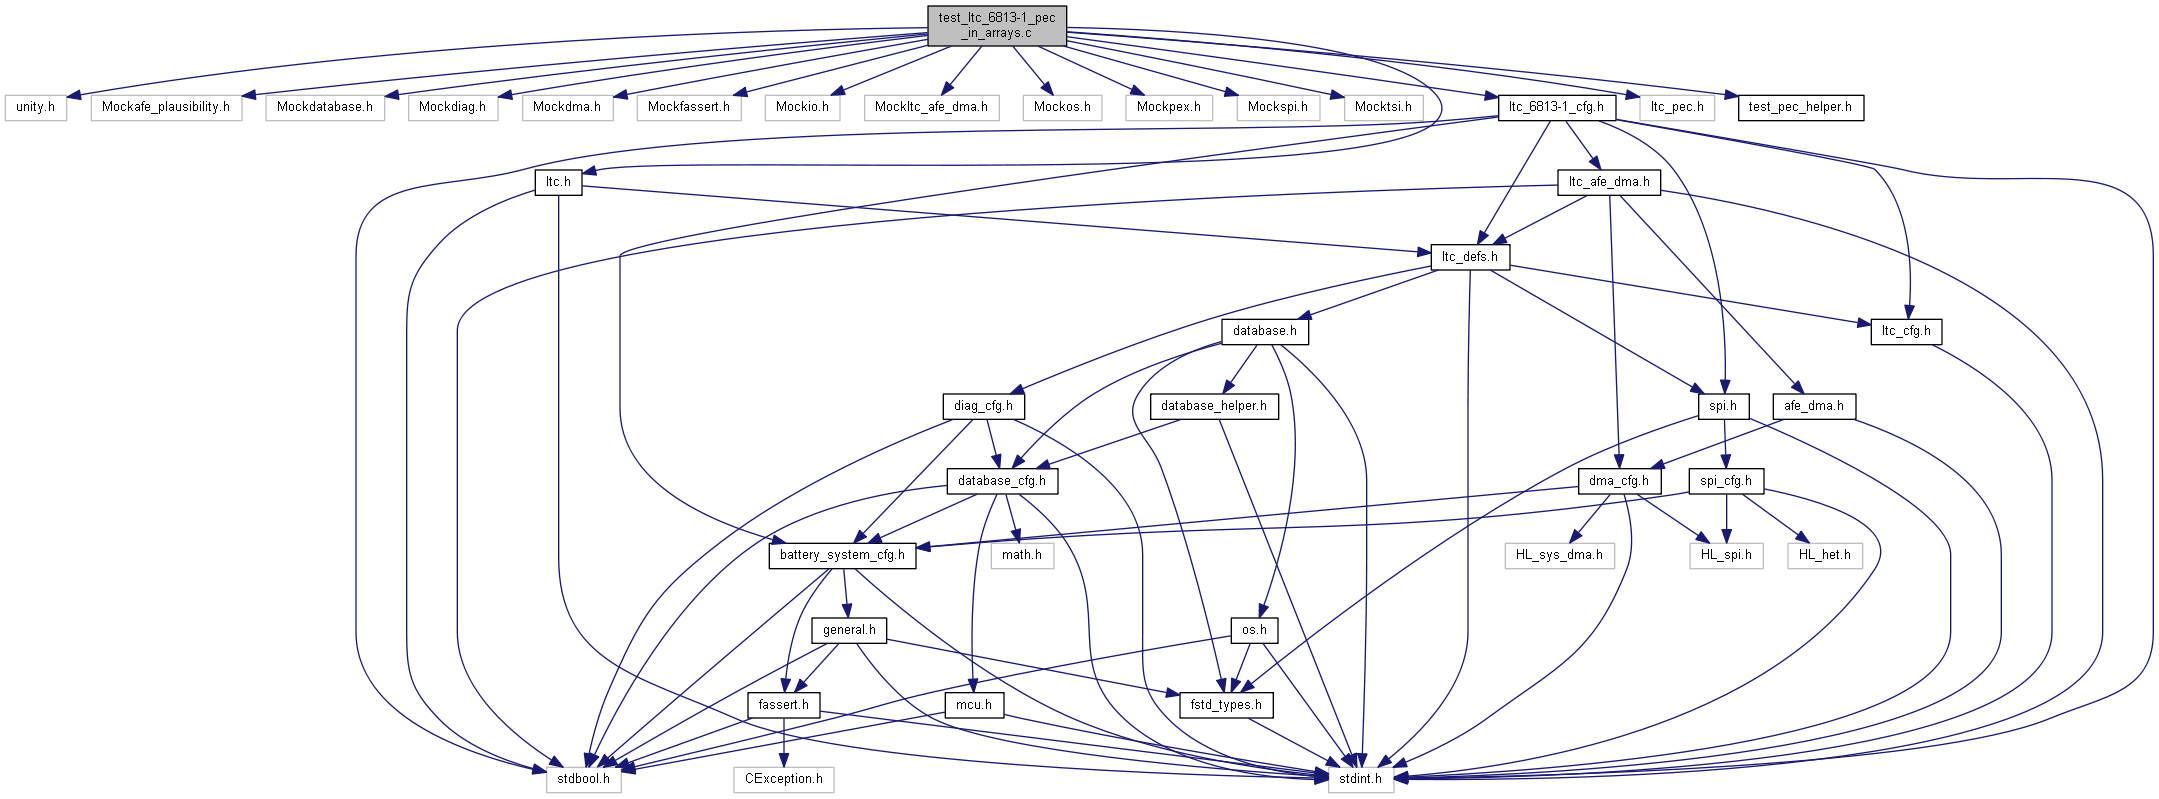 test_ltc_6813-1_pec
_in_arrays.c
unity.h
Mockafe_plausibility.h
Mockdatabase.h
Mockdiag.h
Mockdma.h
Mockfassert.h
Mockio.h
Mockltc_afe_dma.h
Mockos.h
Mockpex.h
Mockspi.h
Mocktsi.h
ltc_6813-1_cfg.h
ltc_pec.h
test_pec_helper.h
ltc.h
ltc_afe_dma.h
ltc_defs.h
database.h
ltc_cfg.h
diag_cfg.h
database_helper.h
spi.h
afe_dma.h
database_cfg.h
dma_cfg.h
spi_cfg.h
battery_system_cfg.h
math.h
HL_sys_dma.h
HL_spi.h
HL_het.h
general.h
os.h
fassert.h
mcu.h
fstd_types.h
stdbool.h
CException.h
stdint.h